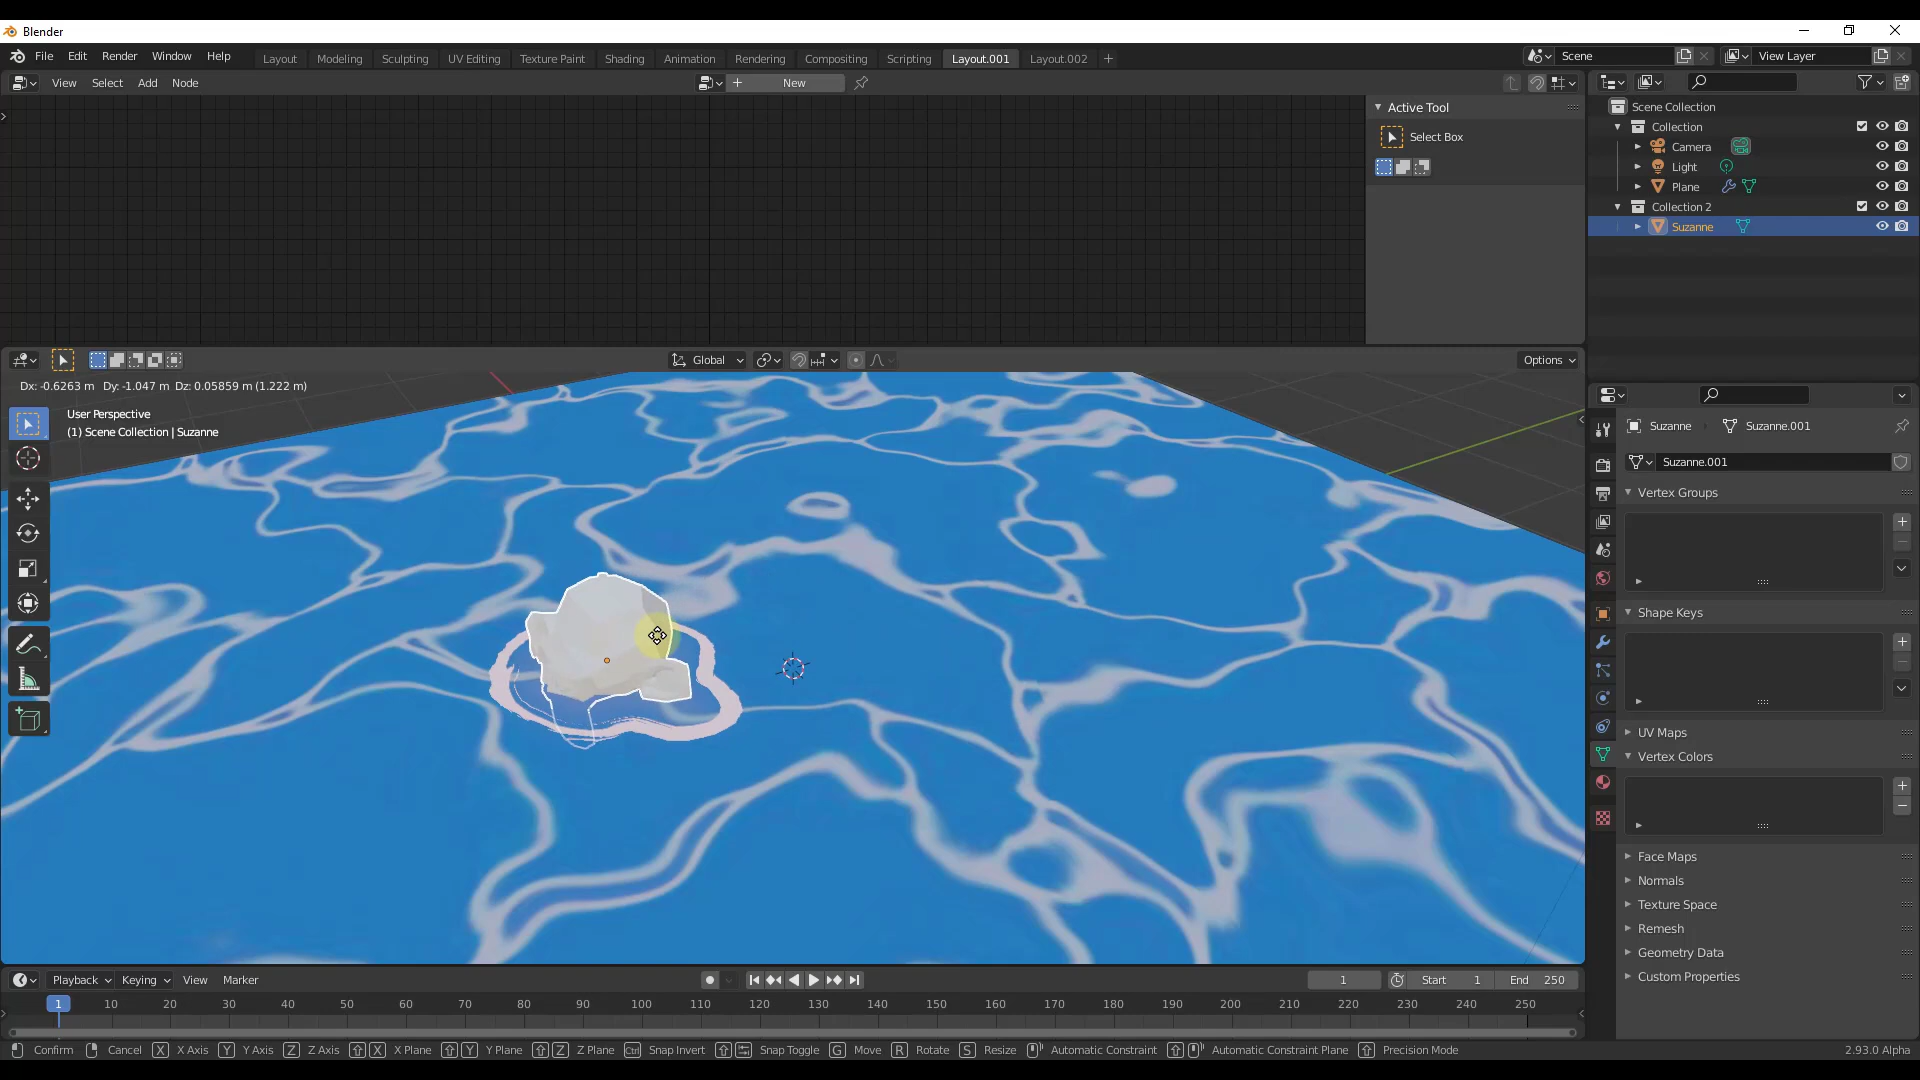 Blender
File Edit Render Window Help Layout Modeling Sculpting UV Editing Texture Paint Shading Animation Rendering Compositing Scripting Layout.001 Layout.002 + Scene View Layer
View Select Add Node + New
Active Tool
Select Box
Scene Collection
Collection
Camera
Light
Plane
Collection 2
Suzanne
Global Options
Dx: -0.6263 m Dy: -1.047 m Dz: 0.05859 m (1.222 m)
User Perspective
(1) Scene Collection | Suzanne
Suzanne Suzanne.001
Suzanne.001
Vertex Groups
Shape Keys
UV Maps
Vertex Colors
Face Maps
Normals
Texture Space
Remesh
Geometry Data
Custom Properties
Playback Keying View Marker 1 Start 1 End 250
1 10 20 30 40 50 60 70 80 90 100 110 120 130 140 150 160 170 180 190 200 210 220 230 240 250
Confirm Cancel X X Axis Y Y Axis Z Z Axis X X Plane Y Y Plane Z Z Plane Ctrl Snap Invert Snap Toggle G Move R Rotate S Resize Automatic Constraint Automatic Constraint Plane Precision Mode 2.93.0 Alpha